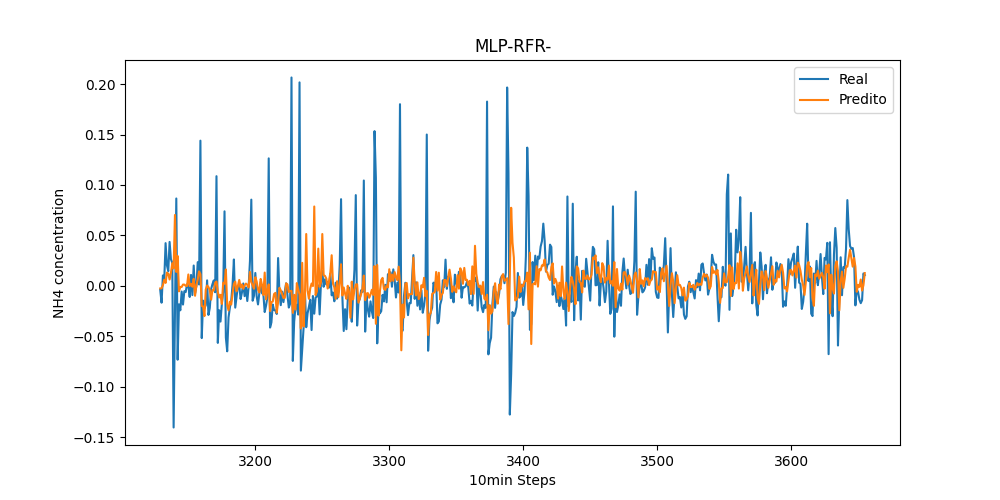 MLP-RFR-
Real
Predito
NH4 concentration
0.20
0.15
0.10
0.05
0.00
−0.05
−0.10
−0.15
3200 3300 3400 3500 3600
10min Steps